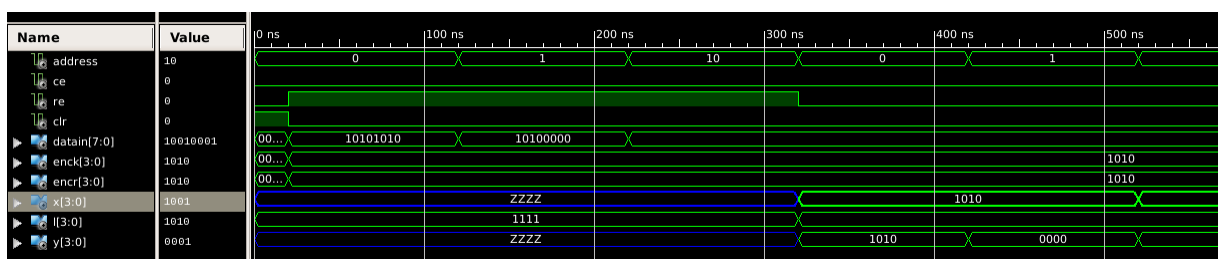 Name Value 0 ns 100 ns 200 ns 300 ns 400 ns 500 ns
address 10 0 1 10 0 1
ce 0
re 0
clr 0
datain[7:0] 10010001 00... 10101010 10100000
enck[3:0] 1010 00... 1010
encr[3:0] 1010 00... 1010
x[3:0] 1001 ZZZZ 1010
l[3:0] 1010 1111
y[3:0] 0001 ZZZZ 1010 0000